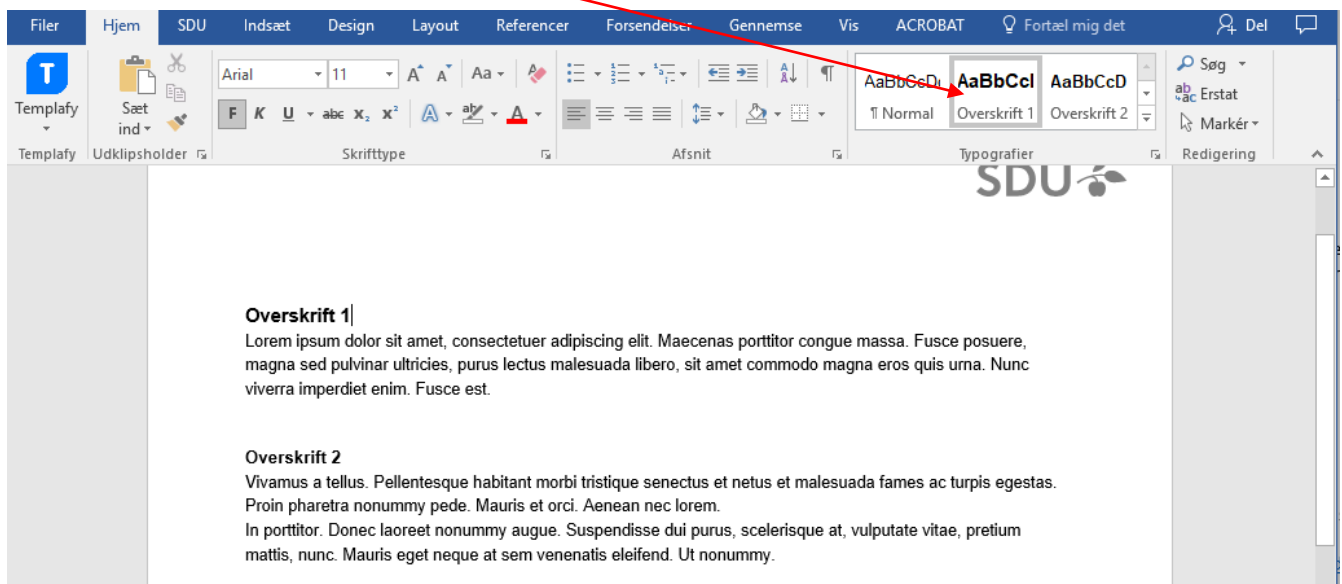 Filer Hjem SDU Indsæt Design Layout Referencer Forsendelser Gennemse Vis ACROBAT Fortæl mig det Del
T
Templafy
Sæt
ind
Arial 11 A A Aa
F K U abc x₂ x² A aby A
A
Z
¶
AaBbCcD AaBbCcI AaBbCcD
¶ Normal Overskrift 1 Overskrift 2
Søg
ab
ac Erstat
Markér
Templafy Udklipsholder Skrifttype Afsnit Typografier Redigering
SDU
Overskrift 1
Lorem ipsum dolor sit amet, consectetuer adipiscing elit. Maecenas porttitor congue massa. Fusce posuere,
magna sed pulvinar ultricies, purus lectus malesuada libero, sit amet commodo magna eros quis urna. Nunc
viverra imperdiet enim. Fusce est.
Overskrift 2
Vivamus a tellus. Pellentesque habitant morbi tristique senectus et netus et malesuada fames ac turpis egestas.
Proin pharetra nonummy pede. Mauris et orci. Aenean nec lorem.
In porttitor. Donec laoreet nonummy augue. Suspendisse dui purus, scelerisque at, vulputate vitae, pretium
mattis, nunc. Mauris eget neque at sem venenatis eleifend. Ut nonummy.